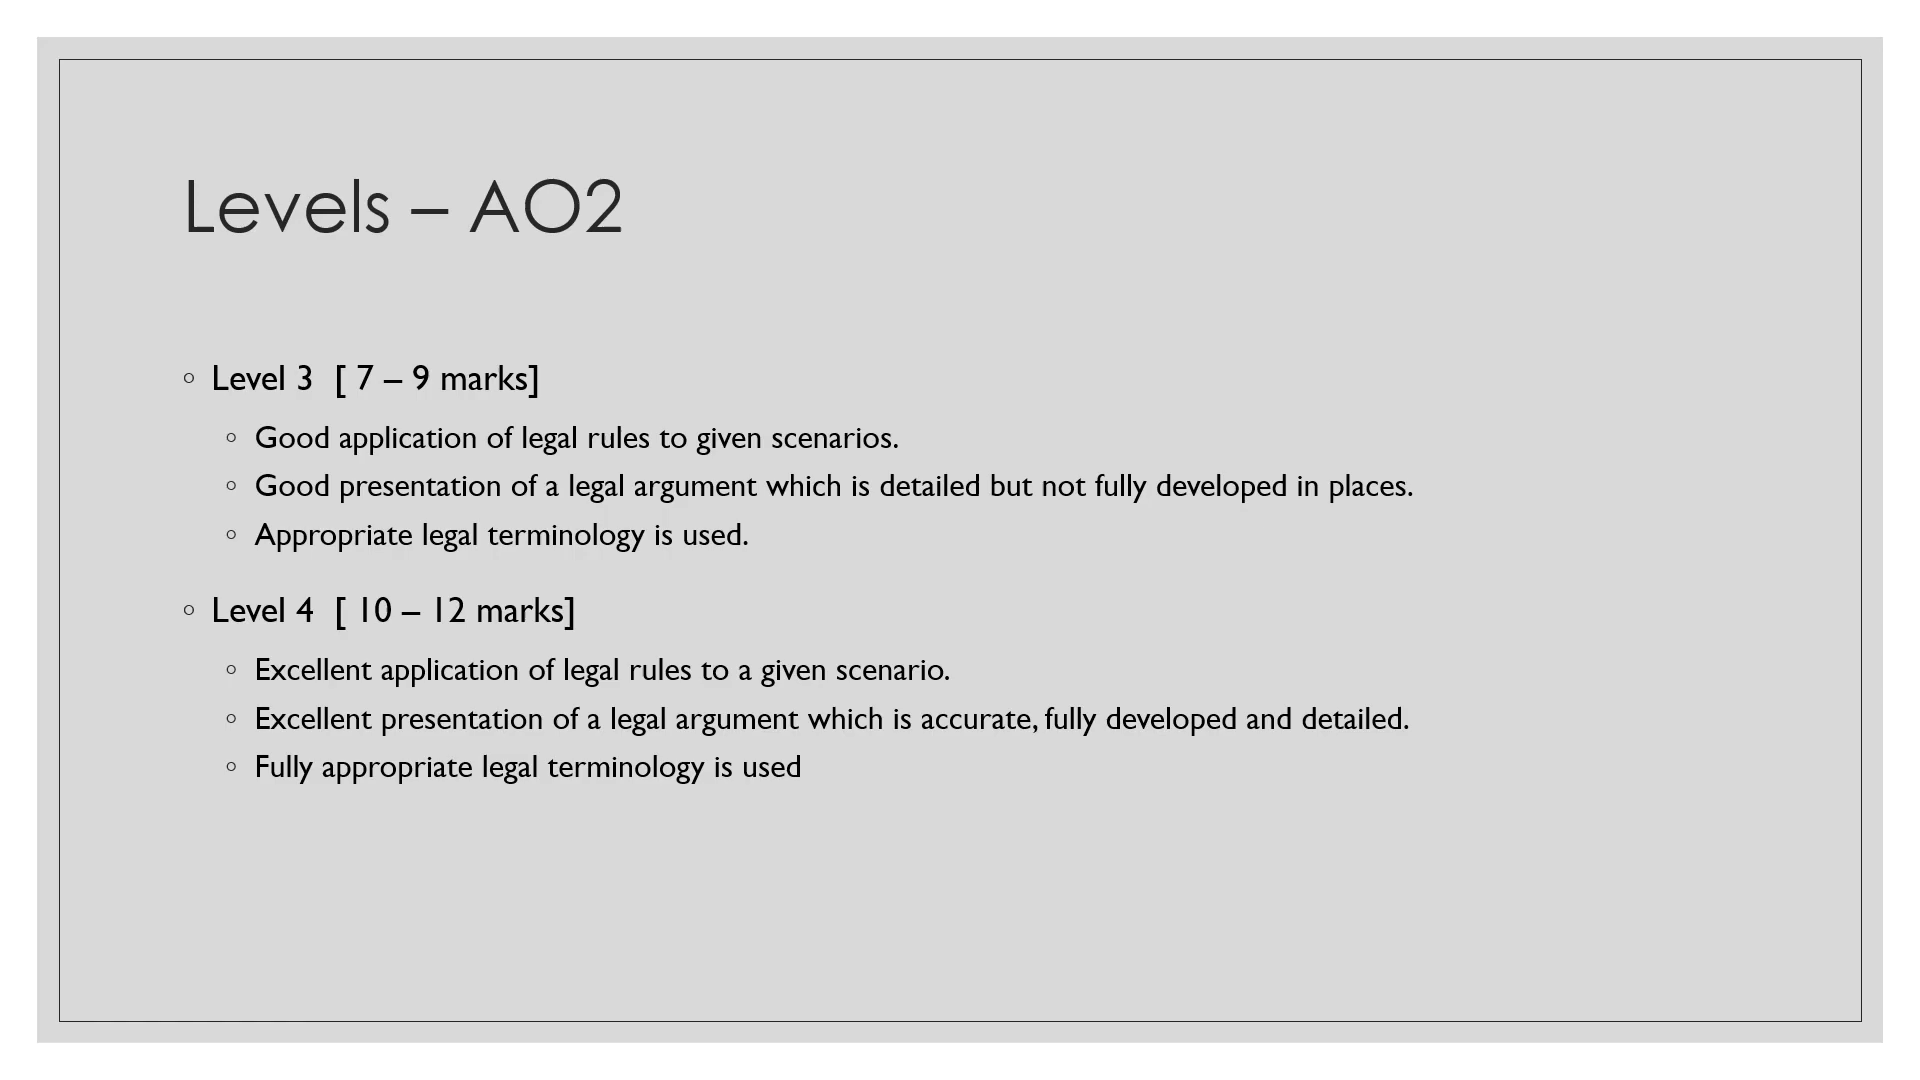 Levels – AO2
◦ Level 3  [ 7 – 9 marks]
◦ Good application of legal rules to given scenarios.
◦ Good presentation of a legal argument which is detailed but not fully developed in places.
◦ Appropriate legal terminology is used.
◦ Level 4  [ 10 – 12 marks]
◦ Excellent application of legal rules to a given scenario.
◦ Excellent presentation of a legal argument which is accurate, fully developed and detailed.
◦ Fully appropriate legal terminology is used